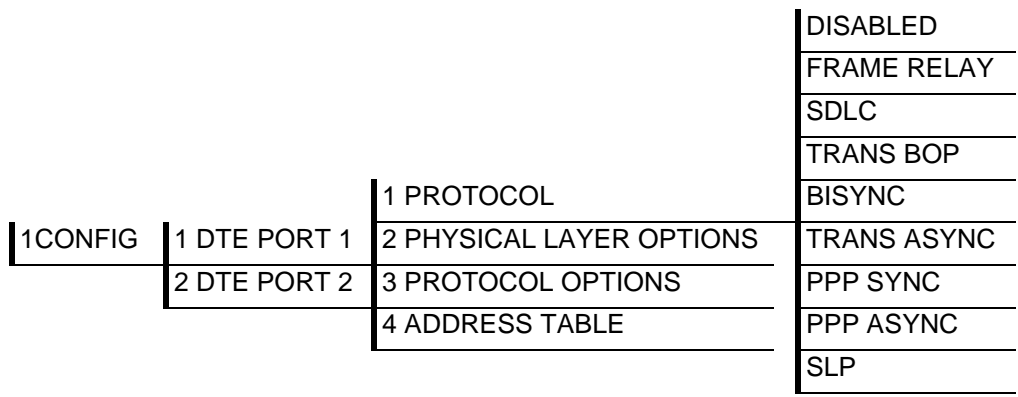 DISABLED
FRAME RELAY
SDLC
TRANS BOP
1 PROTOCOL BISYNC
1CONFIG 1 DTE PORT 1 2 PHYSICAL LAYER OPTIONS TRANS ASYNC
2 DTE PORT 2 3 PROTOCOL OPTIONS PPP SYNC
4 ADDRESS TABLE PPP ASYNC
SLP